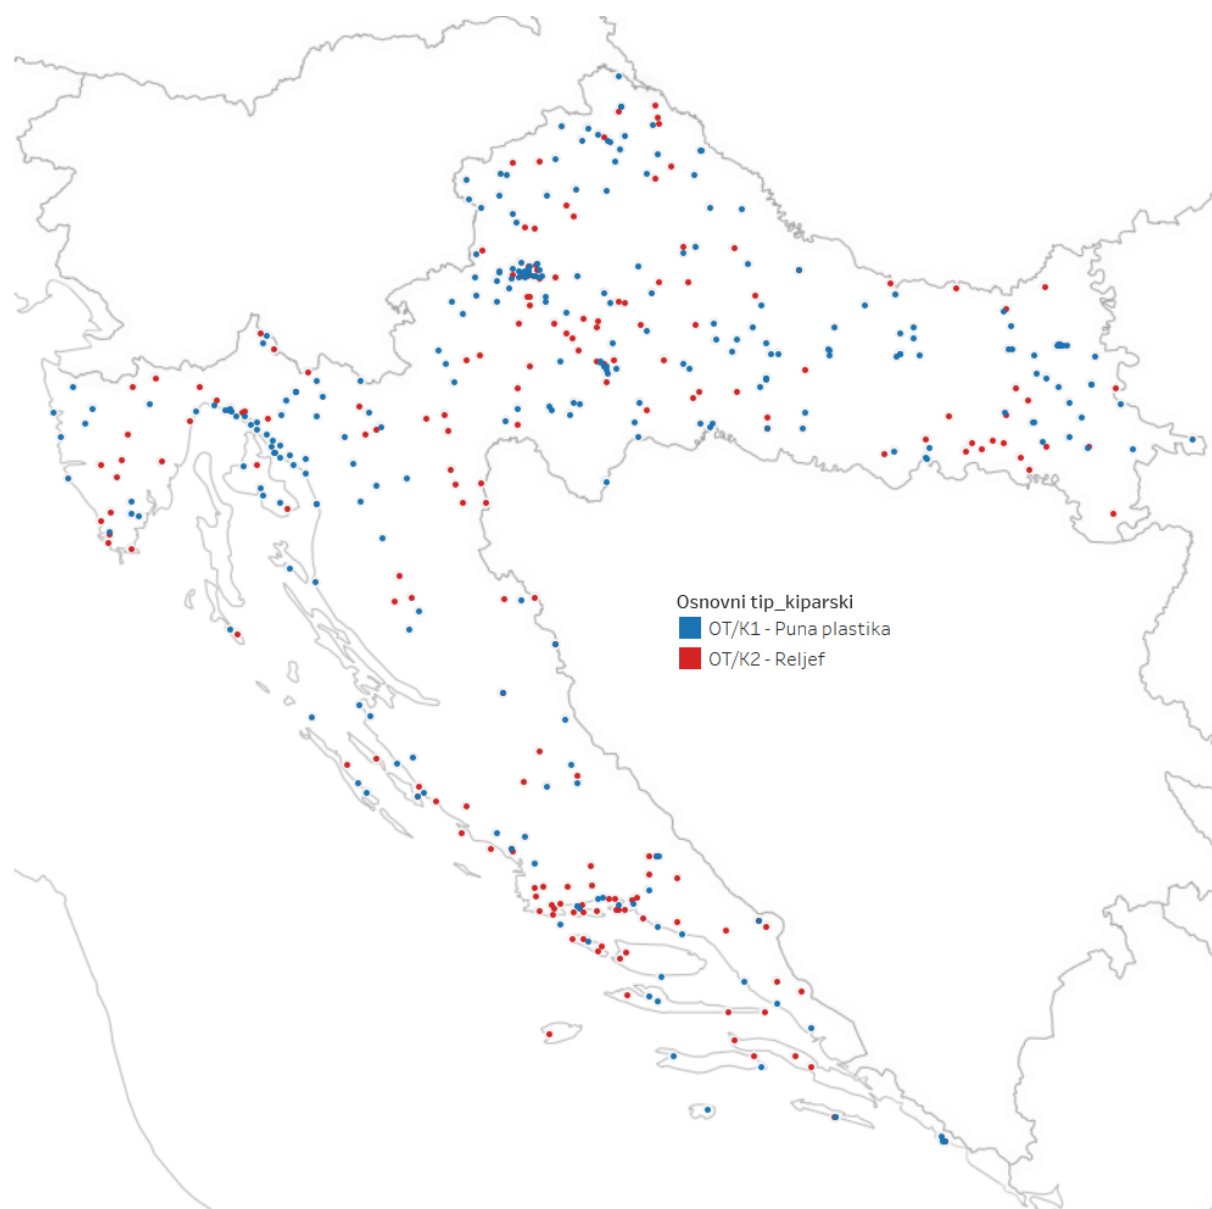 Osnovni tip_kiparski
OT/K1 - Puna plastika
OT/K2 - Reljef